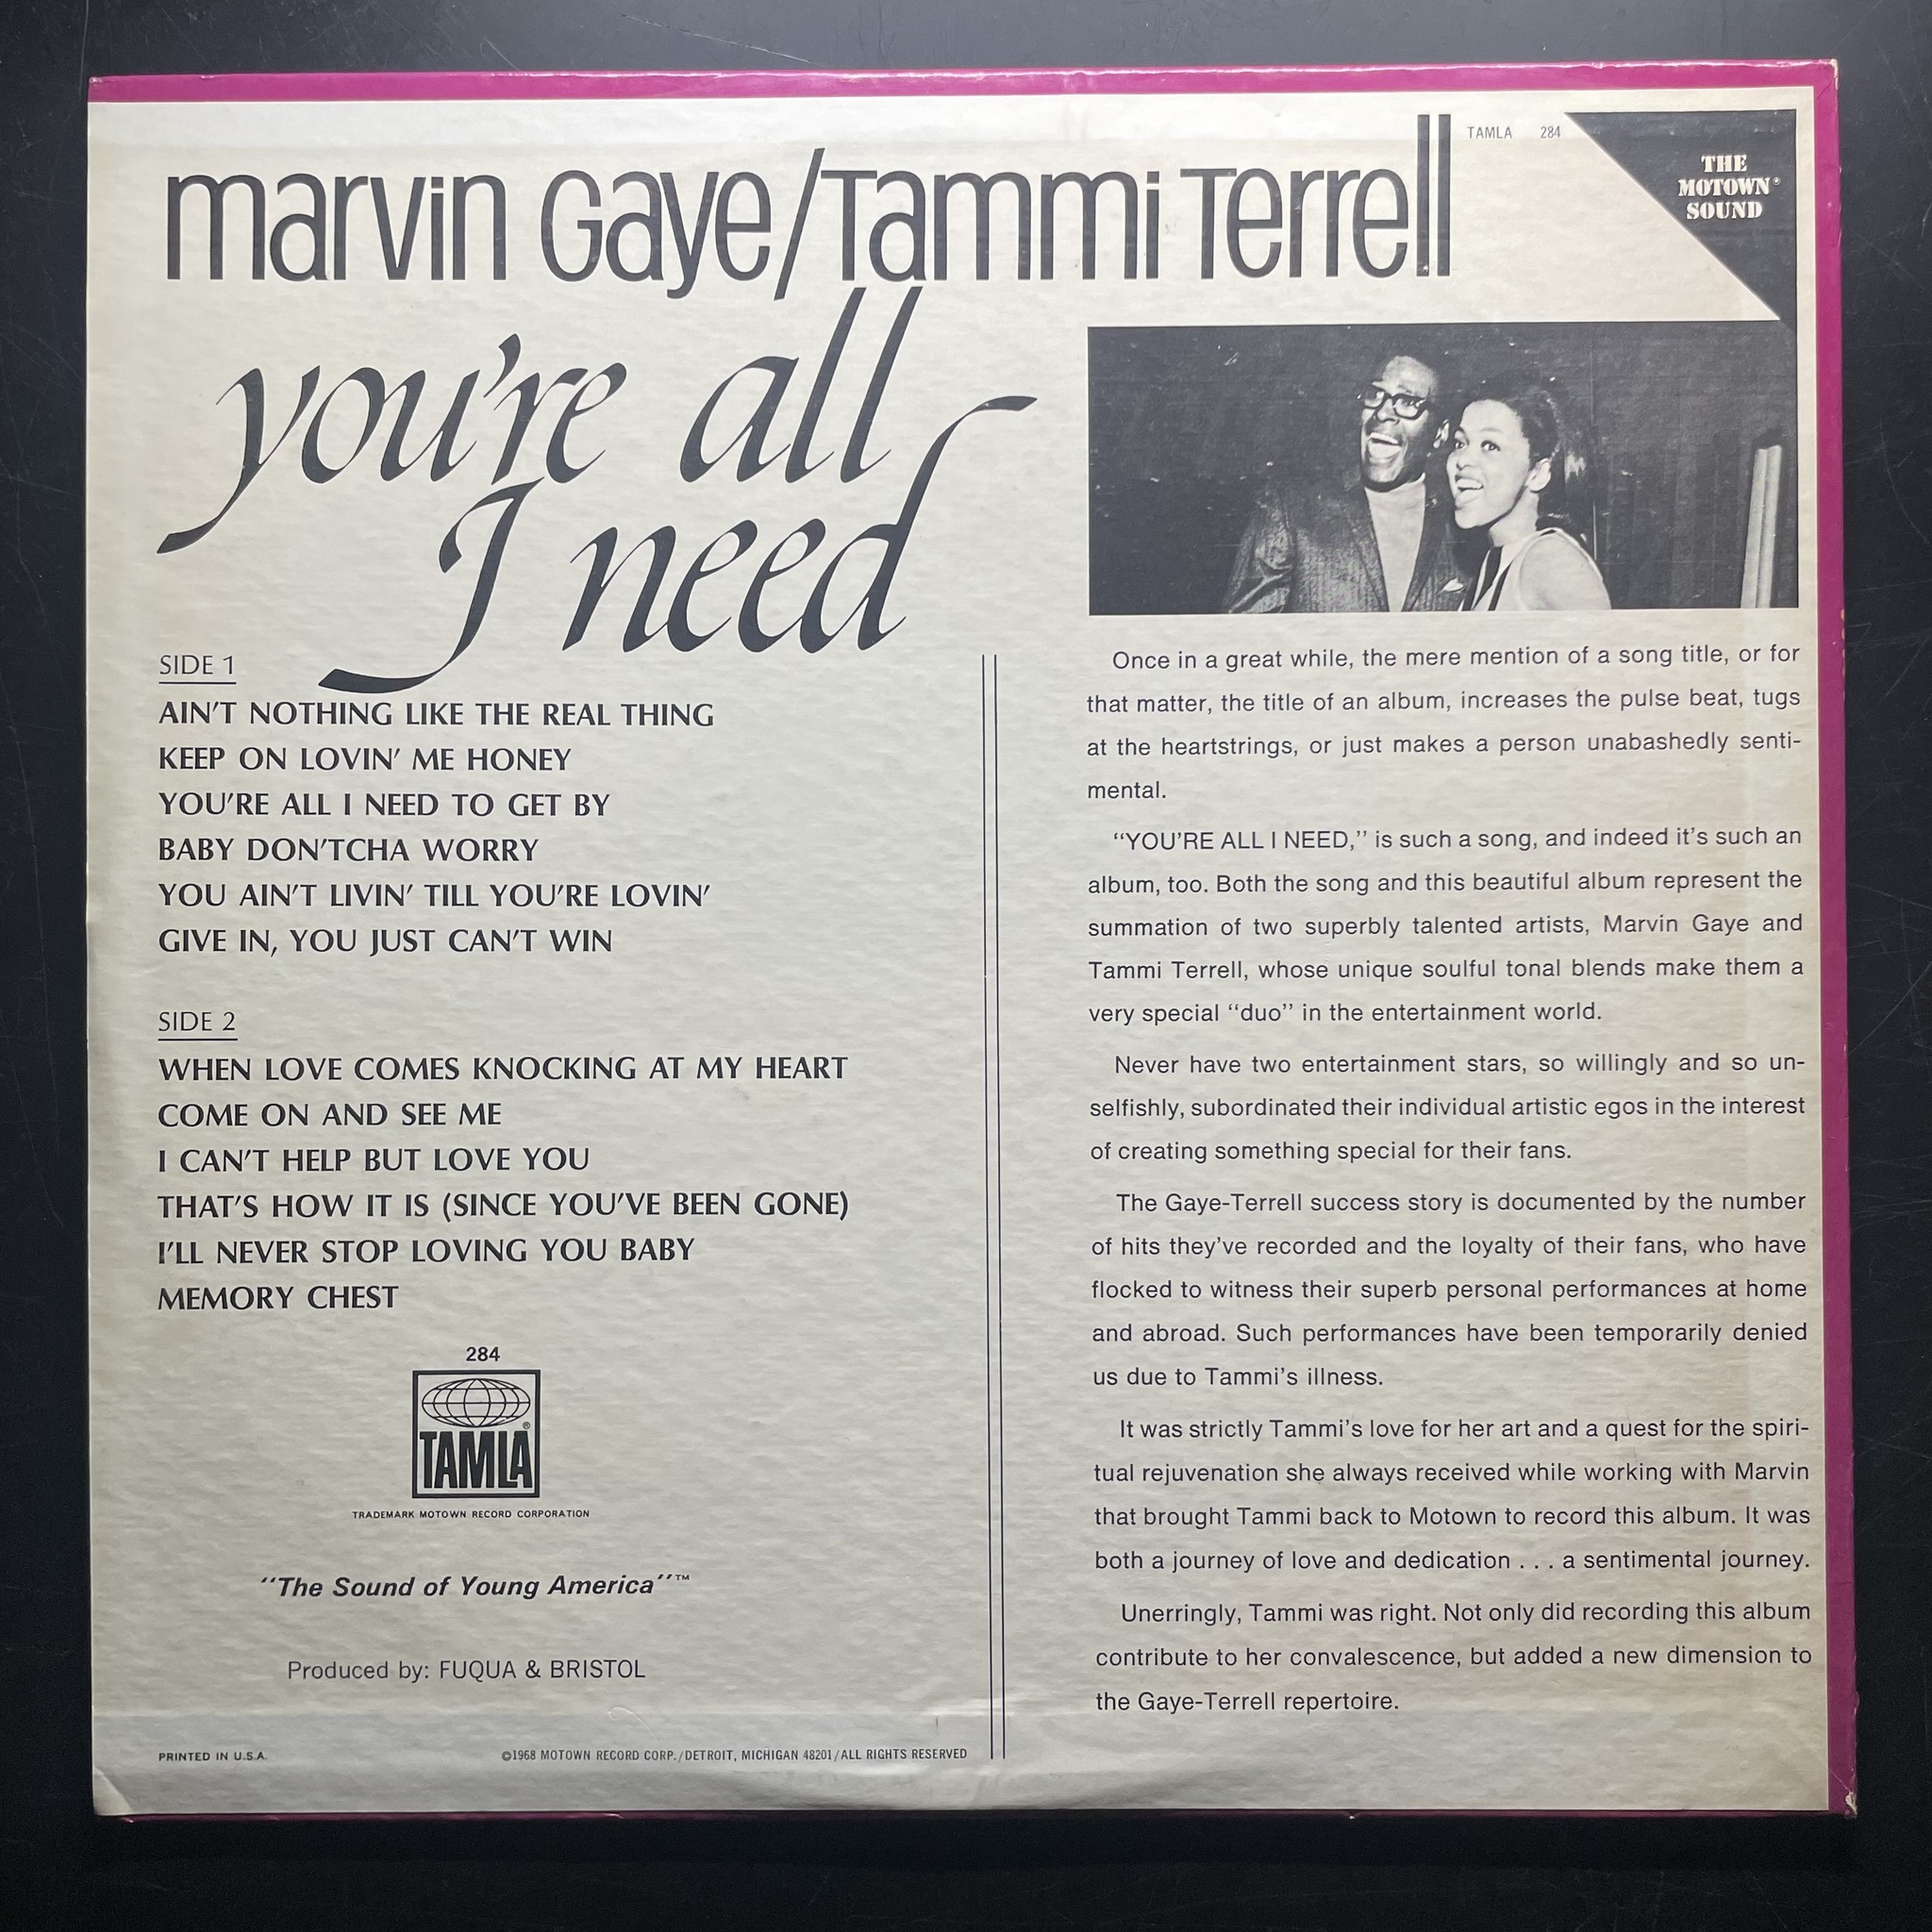 marvin Gaye/Tammi Terrell
TAMLA 284
THE
MOTOWN®
SOUND
you're all
I need
SIDE 1
AIN'T NOTHING LIKE THE REAL THING
KEEP ON LOVIN' ME HONEY
YOU'RE ALL I NEED TO GET BY
BABY DON'TCHA WORRY
YOU AIN'T LIVIN' TILL YOU'RE LOVIN'
GIVE IN, YOU JUST CAN'T WIN
SIDE 2
WHEN LOVE COMES KNOCKING AT MY HEART
COME ON AND SEE ME
I CAN'T HELP BUT LOVE YOU
THAT'S HOW IT IS (SINCE YOU'VE BEEN GONE)
I'LL NEVER STOP LOVING YOU BABY
MEMORY CHEST
284
TAMLA®
TRADEMARK MOTOWN RECORD CORPORATION
"The Sound of Young America"™
Produced by: FUQUA & BRISTOL
PRINTED IN U.S.A.
©1968 MOTOWN RECORD CORP./DETROIT, MICHIGAN 48201/ALL RIGHTS RESERVED
Once in a great while, the mere mention of a song title, or for
that matter, the title of an album, increases the pulse beat, tugs
at the heartstrings, or just makes a person unabashedly senti-
mental.
"YOU'RE ALL I NEED," is such a song, and indeed it's such an
album, too. Both the song and this beautiful album represent the
summation of two superbly talented artists, Marvin Gaye and
Tammi Terrell, whose unique soulful tonal blends make them a
very special "duo" in the entertainment world.
Never have two entertainment stars, so willingly and so un-
selfishly, subordinated their individual artistic egos in the interest
of creating something special for their fans.
The Gaye-Terrell success story is documented by the number
of hits they've recorded and the loyalty of their fans, who have
flocked to witness their superb personal performances at home
and abroad. Such performances have been temporarily denied
us due to Tammi's illness.
It was strictly Tammi's love for her art and a quest for the spiri-
tual rejuvenation she always received while working with Marvin
that brought Tammi back to Motown to record this album. It was
both a journey of love and dedication . . . a sentimental journey.
Unerringly, Tammi was right. Not only did recording this album
contribute to her convalescence, but added a new dimension to
the Gaye-Terrell repertoire.